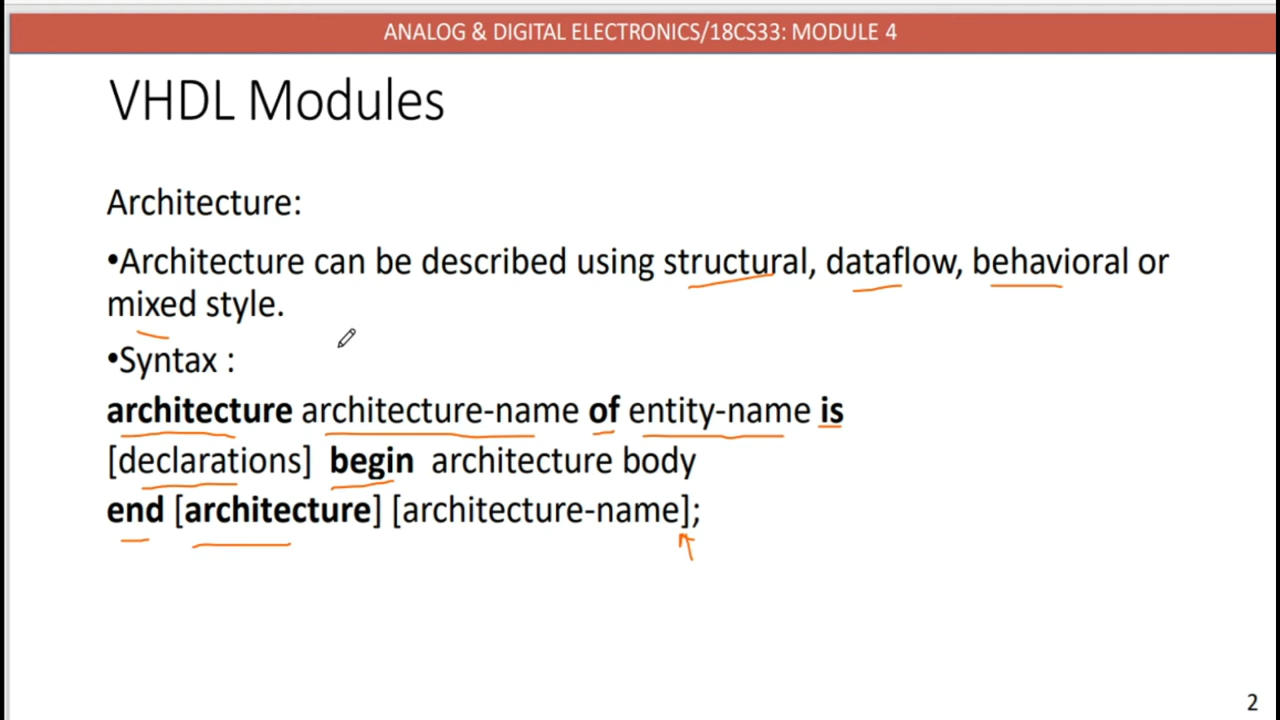 ANALOG & DIGITAL ELECTRONICS/18CS33: MODULE 4
VHDL Modules
Architecture:
•Architecture can be described using structural, dataflow, behavioral or
mixed style.
•Syntax :
architecture architecture-name of entity-name is
[declarations] begin architecture body
end [architecture] [architecture-name];
2